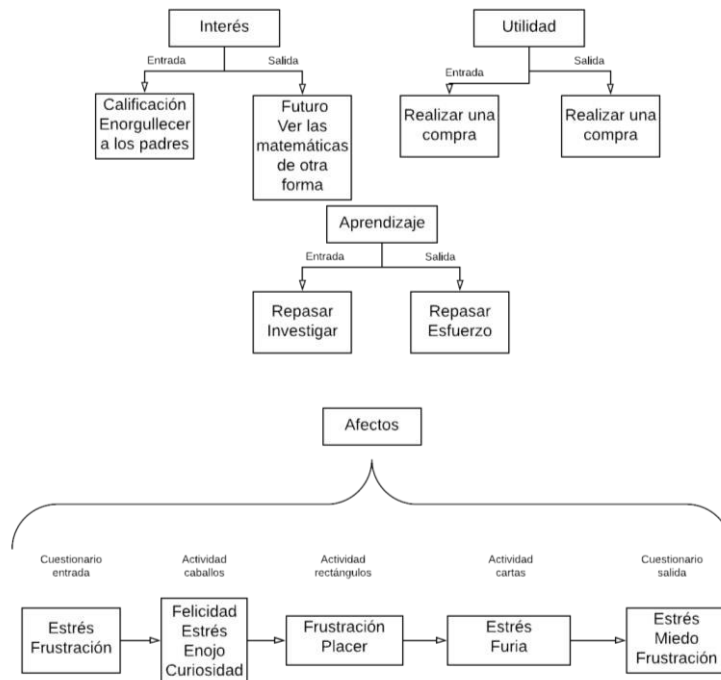 Interés
Entrada
Salida
Calificación
Enorgullecer
a los padres
Futuro
Ver las
matemáticas
de otra
forma
Utilidad
Entrada
Salida
Realizar una
compra
Realizar una
compra
Aprendizaje
Entrada
Salida
Repasar
Investigar
Repasar
Esfuerzo
Afectos
Cuestionario
entrada
Actividad
caballos
Actividad
rectángulos
Actividad
cartas
Cuestionario
salida
Estrés
Frustración
Felicidad
Estrés
Enojo
Curiosidad
Frustración
Placer
Estrés
Furia
Estrés
Miedo
Frustración